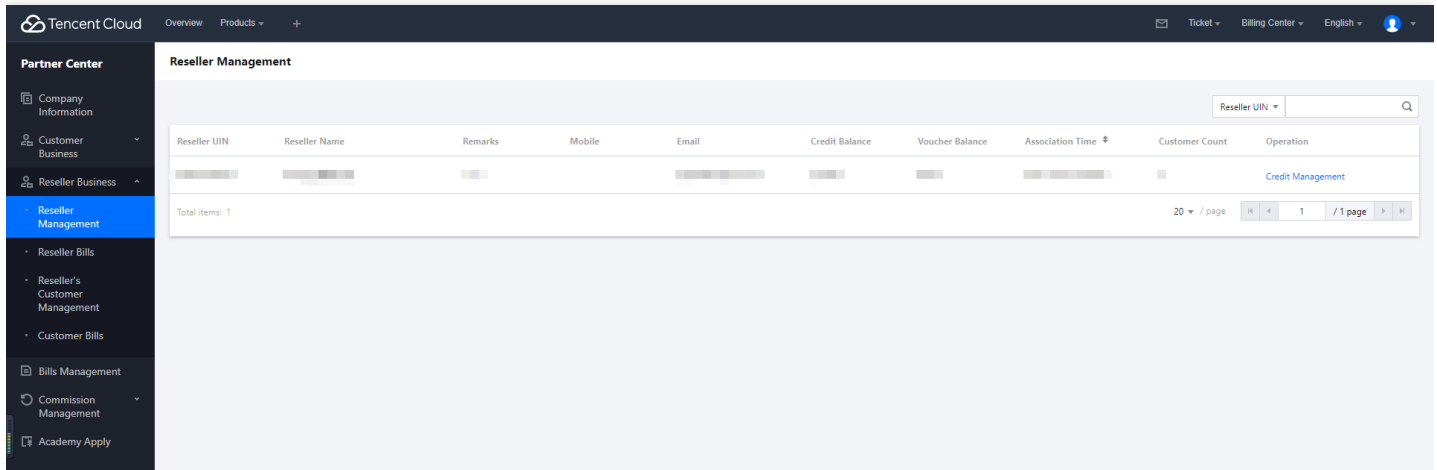 Tencent Cloud Overview Products + Ticket Billing Center English
Partner Center
Reseller Management
Company
Information
Customer
Business
Reseller Business
Reseller
Management
Reseller Bills
Reseller's
Customer
Management
Customer Bills
Bills Management
Commission
Management
Academy Apply
Reseller UIN
Reseller UIN Reseller Name Remarks Mobile Email Credit Balance Voucher Balance Association Time Customer Count Operation
Credit Management
Total items: 1 20 / page 1 / 1 page